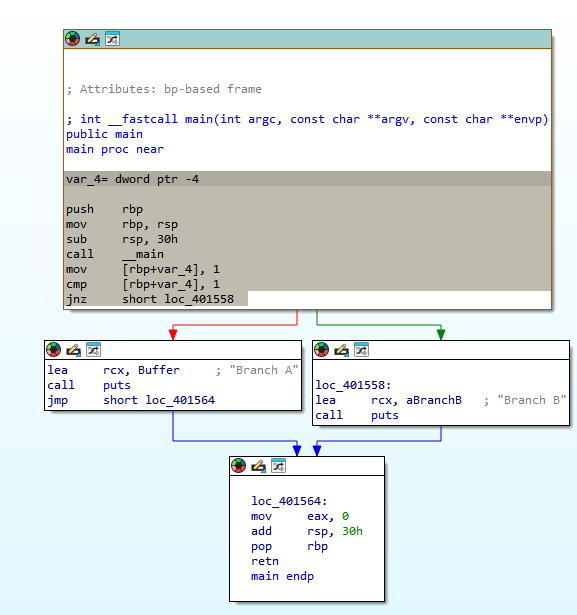 ; Attributes: bp-based frame
; int __fastcall main(int argc, const char **argv, const char **envp)
public main
main proc near
var_4= dword ptr -4
push rbp
mov rbp, rsp
sub rsp, 30h
call __main
mov [rbp+var_4], 1
cmp [rbp+var_4], 1
jnz short loc_401558
lea rcx, Buffer ; "Branch A"
call puts
jmp short loc_401564
loc_401558:
lea rcx, aBranchB ; "Branch B"
call puts
loc_401564:
mov eax, 0
add rsp, 30h
pop rbp
retn
main endp